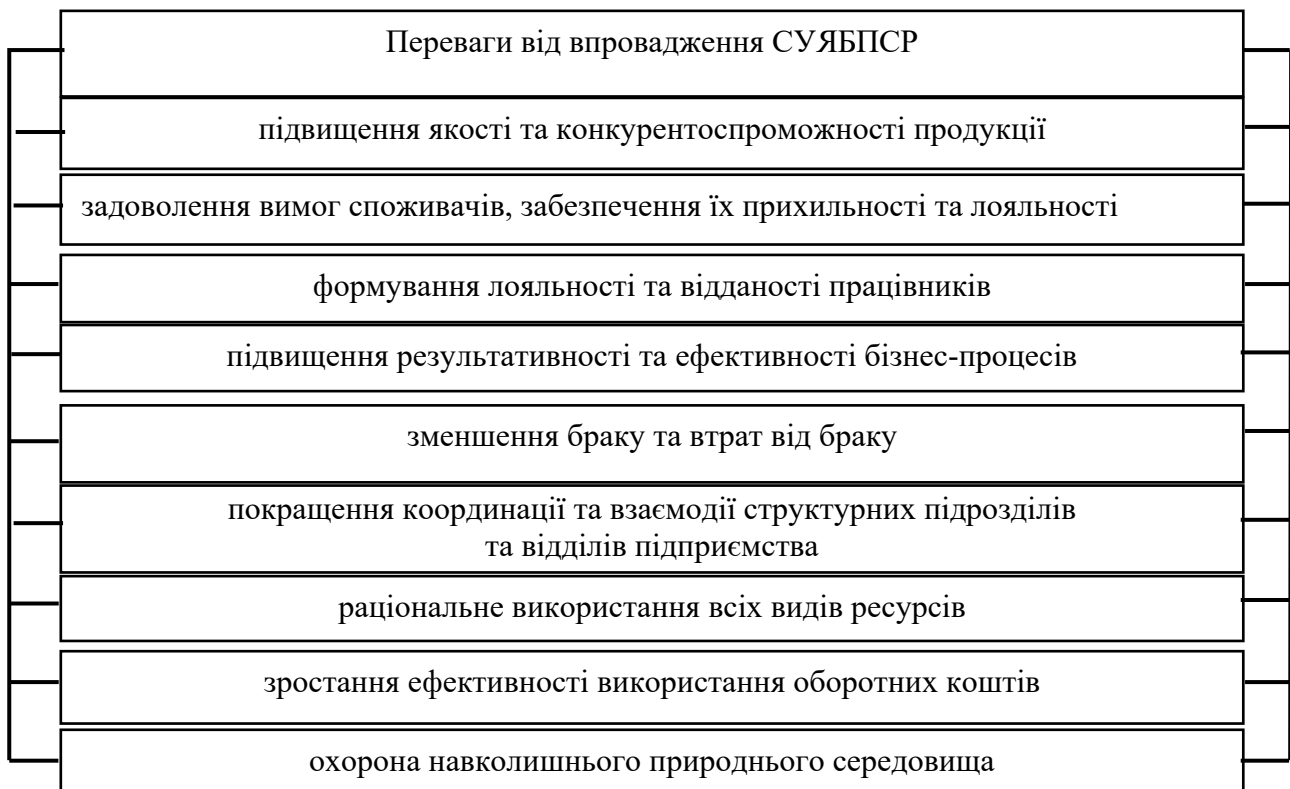 Переваги від впровадження СУЯБПСР
підвищення якості та конкурентоспроможності продукції
задоволення вимог споживачів, забезпечення їх прихильності та лояльності
формування лояльності та відданості працівників
підвищення результативності та ефективності бізнес-процесів
зменшення браку та втрат від браку
покращення координації та взаємодії структурних підрозділів
та відділів підприємства
раціональне використання всіх видів ресурсів
зростання ефективності використання оборотних коштів
охорона навколишнього природнього середовища